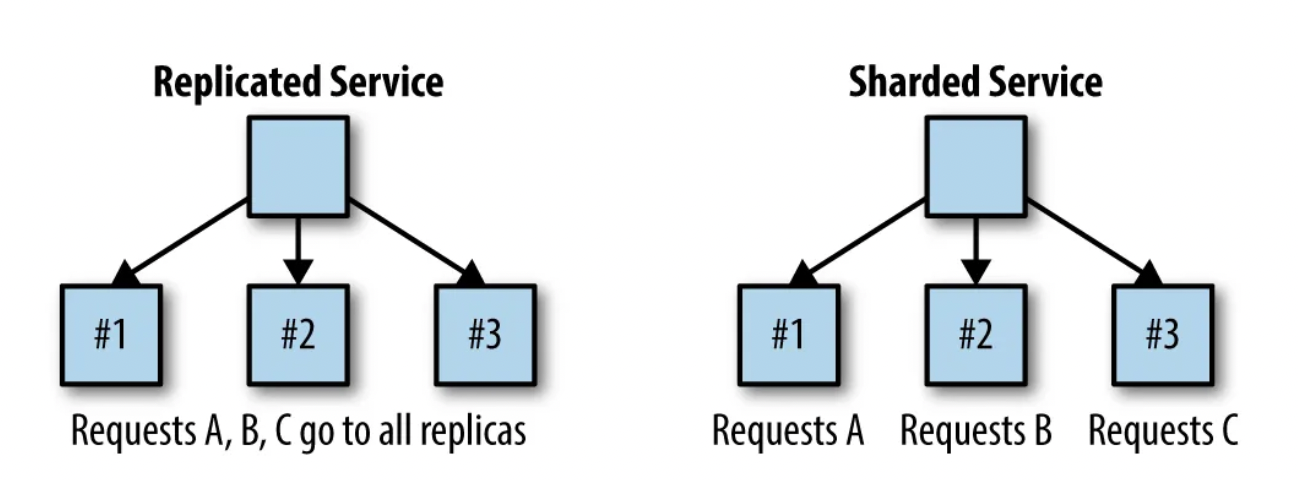 Replicated Service
#1
#2
#3
Requests A, B, C go to all replicas
Sharded Service
#1
#2
#3
Requests A
Requests B
Requests C